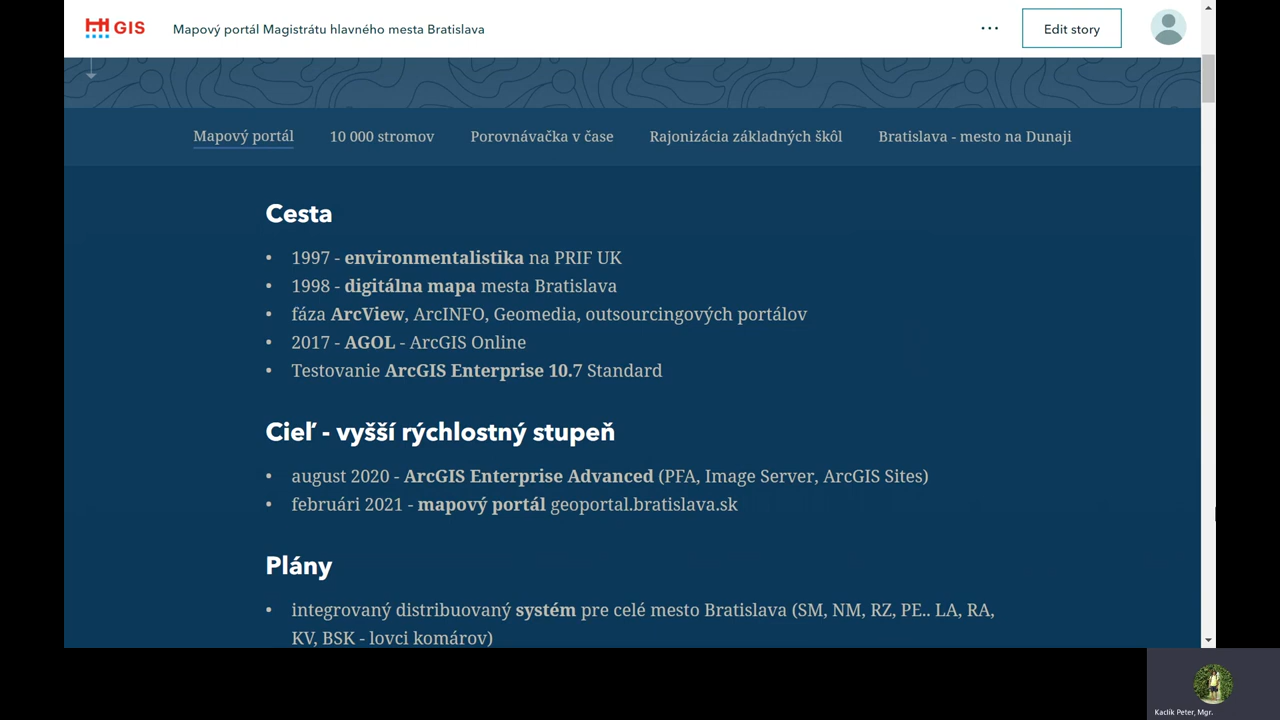 GIS
Mapový portál Magistrátu hlavného mesta Bratislava
Edit story
Mapový portál
10 000 stromov
Porovnávačka v čase
Rajonizácia základných škôl
Bratislava - mesto na Dunaji
Cesta
• 1997 - environmentalistika na PRIF UK
• 1998 - digitálna mapa mesta Bratislava
• fáza ArcView, ArcINFO, Geomedia, outsourcingových portálov
• 2017 - AGOL - ArcGIS Online
• Testovanie ArcGIS Enterprise 10.7 Standard
Cieľ - vyšší rýchlostný stupeň
• august 2020 - ArcGIS Enterprise Advanced (PFA, Image Server, ArcGIS Sites)
• februári 2021 - mapový portál geoportal.bratislava.sk
Plány
• integrovaný distribuovaný systém pre celé mesto Bratislava (SM, NM, RZ, PE.. LA, RA,
KV, BSK - lovci komárov)
Kaclík Peter, Mgr.